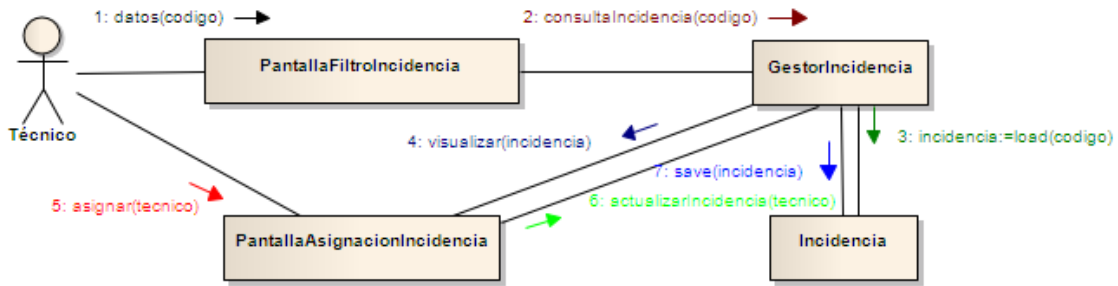 1: datos(codigo)
2: consultaIncidencia(codigo)
PantallaFiltroIncidencia
GestorIncidencia
Técnico
4: visualizar(incidencia)
3: incidencia:=load(codigo)
7: save(incidencia)
5: asignar(tecnico)
6: actualizarIncidencia(tecnico)
PantallaAsignacionIncidencia
Incidencia